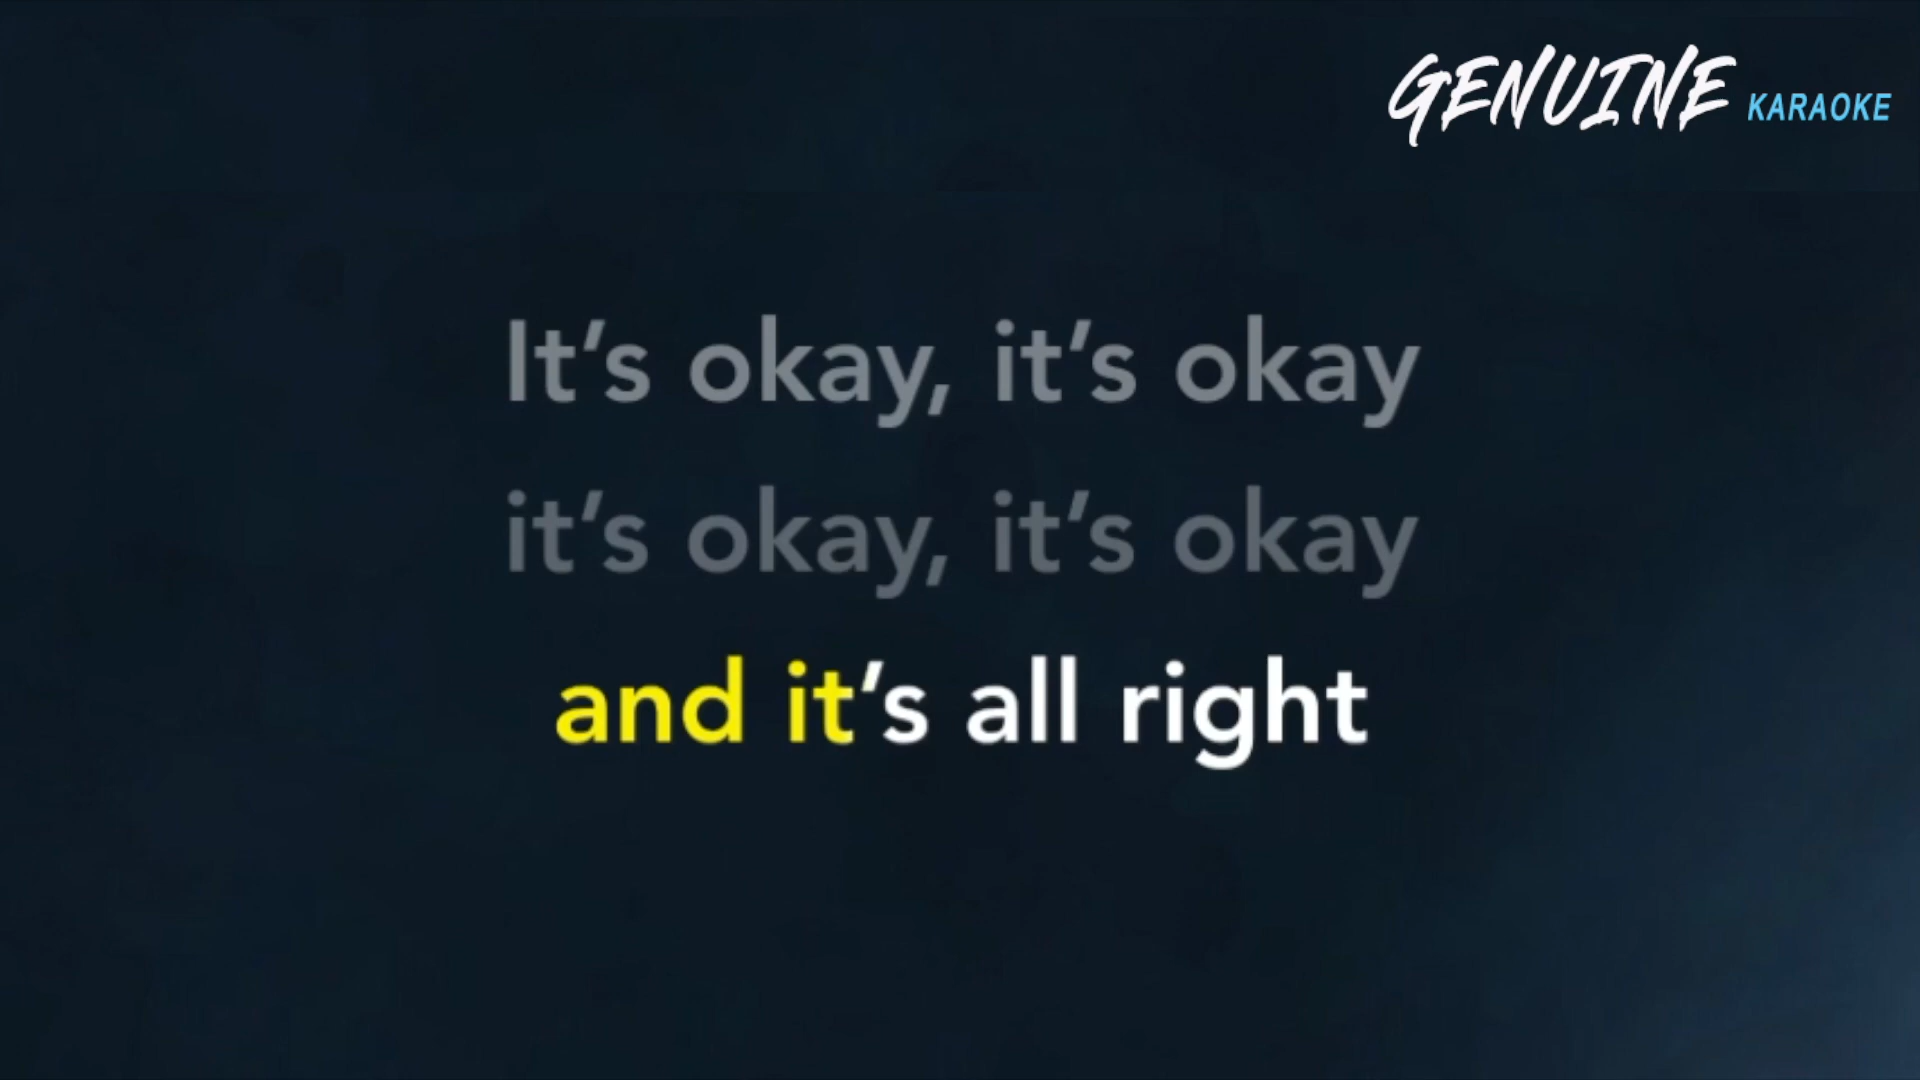 GENUINE KARAOKE
It’s okay, it’s okay
it’s okay, it’s okay
and it’s all right